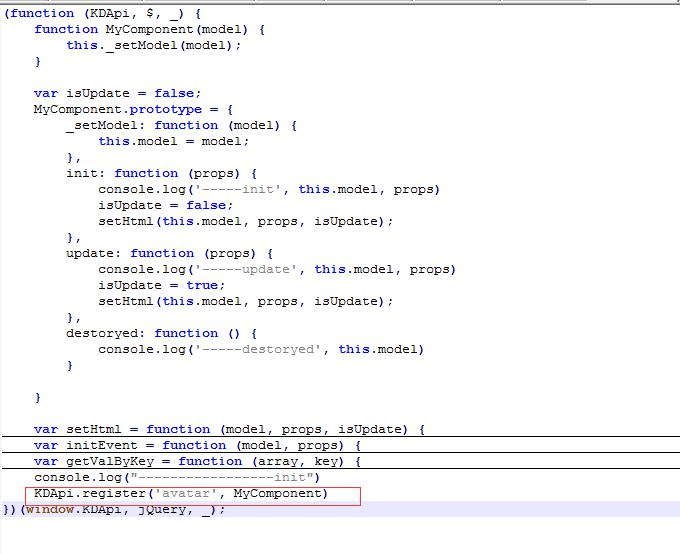 (function (KDApi, $, _) {
    function MyComponent(model) {
        this._setModel(model);
    }

    var isUpdate = false;
    MyComponent.prototype = {
        _setModel: function (model) {
            this.model = model;
        },
        init: function (props) {
            console.log('-----init', this.model, props)
            isUpdate = false;
            setHtml(this.model, props, isUpdate);
        },
        update: function (props) {
            console.log('-----update', this.model, props)
            isUpdate = true;
            setHtml(this.model, props, isUpdate);
        },
        destoryed: function () {
            console.log('-----destoryed', this.model)
        }

    }

    var setHtml = function (model, props, isUpdate) {
    var initEvent = function (model, props) {
    var getValByKey = function (array, key) {
    console.log("-----------------init")
    KDApi.register('avatar', MyComponent)
})(window.KDApi, jQuery, _);